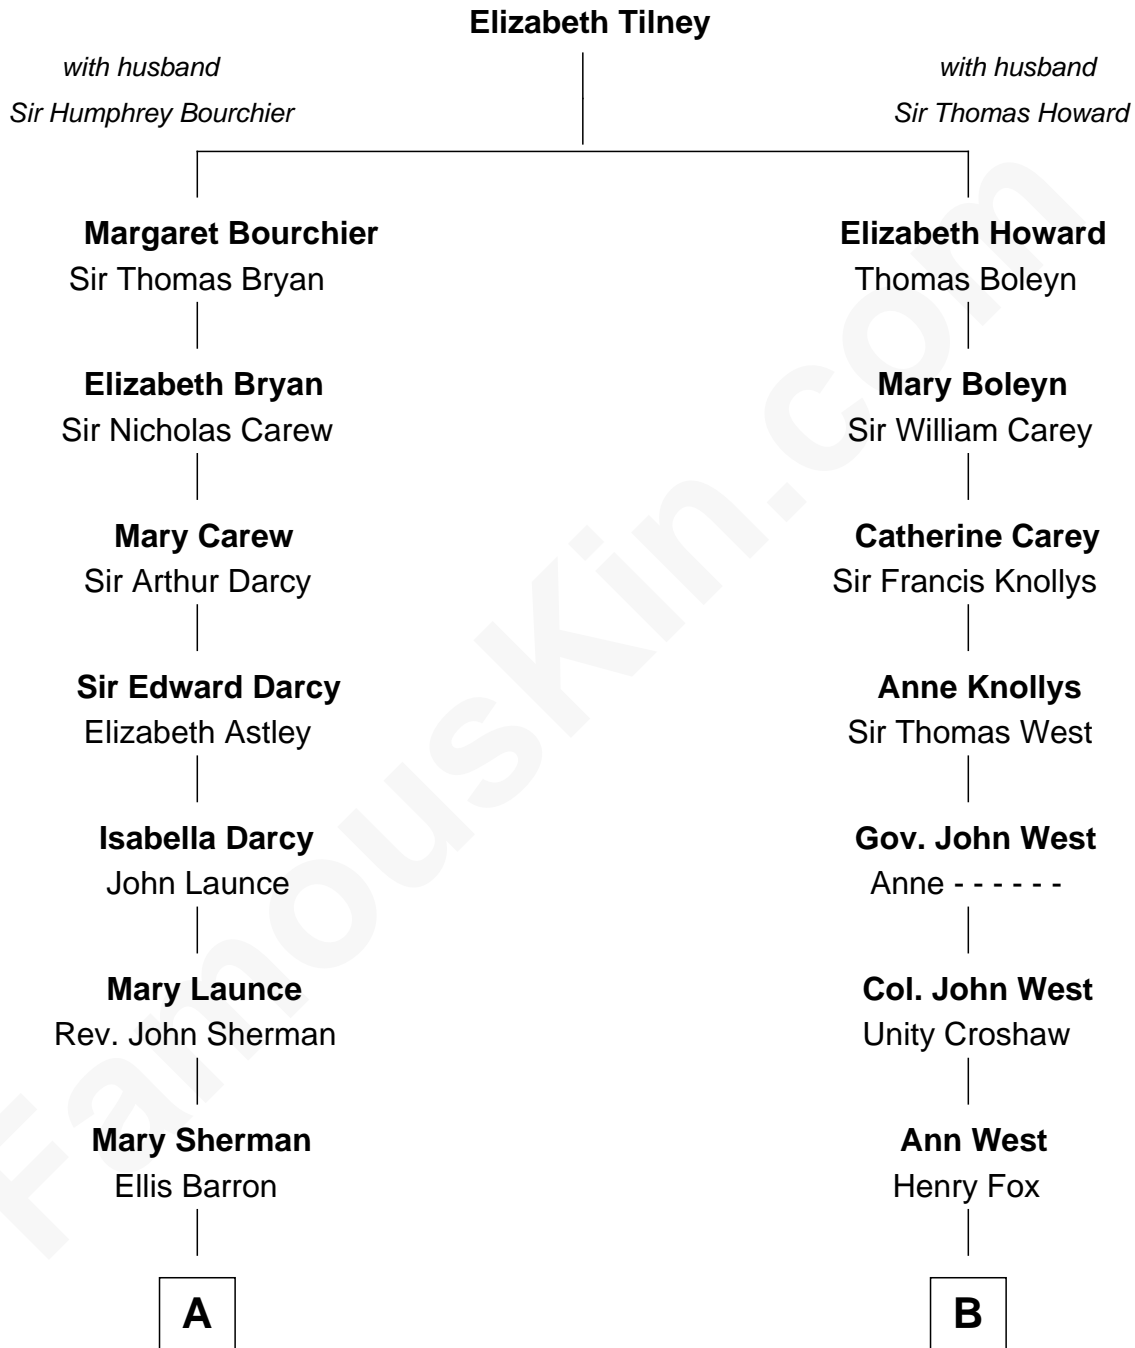 Elizabeth Tilney
with husband
Sir Humphrey Bourchier
with husband
Sir Thomas Howard
Margaret Bourchier
Sir Thomas Bryan
Elizabeth Howard
Thomas Boleyn
Elizabeth Bryan
Sir Nicholas Carew
Mary Boleyn
Sir William Carey
Mary Carew
Sir Arthur Darcy
Catherine Carey
Sir Francis Knollys
Sir Edward Darcy
Elizabeth Astley
Anne Knollys
Sir Thomas West
Isabella Darcy
John Launce
Gov. John West
Anne - - - - - -
Mary Launce
Rev. John Sherman
Col. John West
Unity Croshaw
Mary Sherman
Ellis Barron
Ann West
Henry Fox
A
B
FamousKin.com